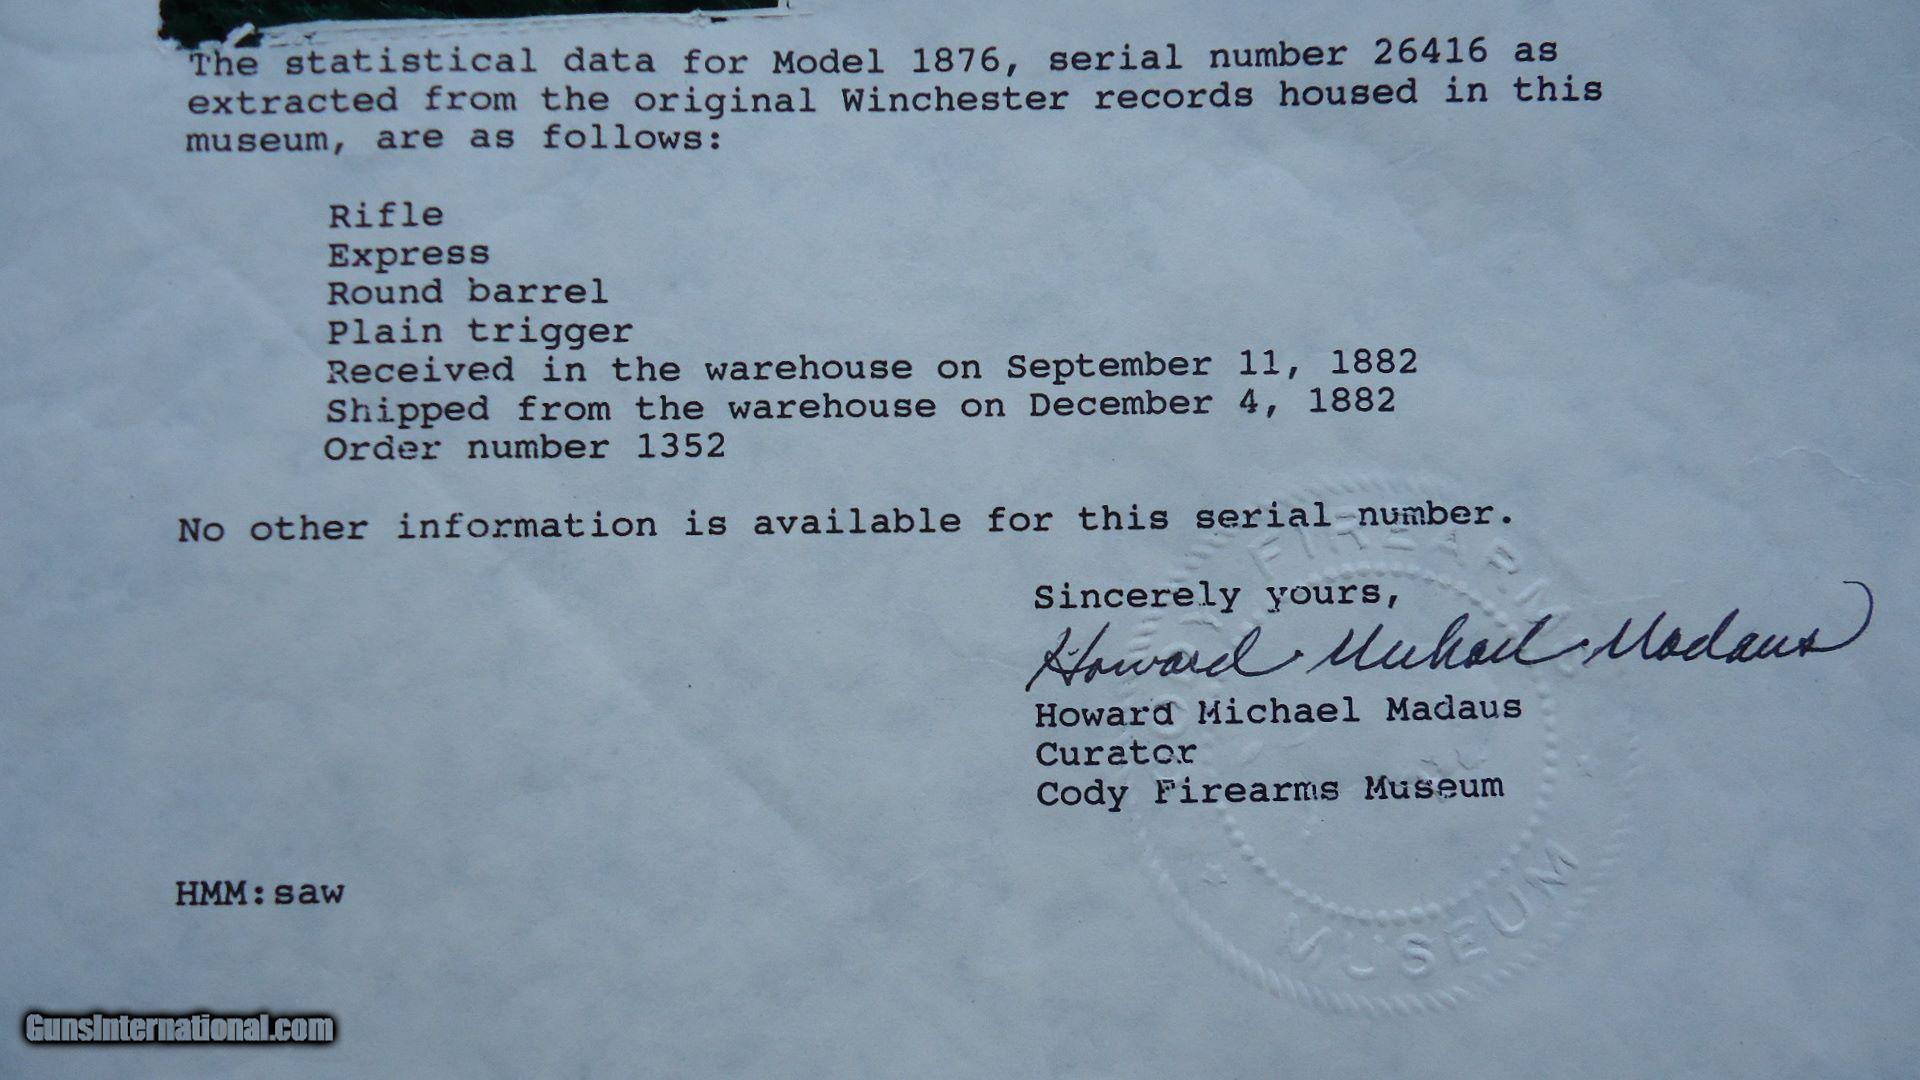 The statistical data for Model 1876, serial number 26416 as
extracted from the original Winchester records housed in this
museum, are as follows:
Rifle
Express
Round barrel
Plain trigger
Received in the warehouse on September 11, 1882
Shipped from the warehouse on December 4, 1882
Order number 1352
No other information is available for this serial number.
Sincerely yours,
Howard Michael Madaus
Howard Michael Madaus
Curator
Cody Firearms Museum
CODY FIREARMS
MUSEUM
HMM:saw
GunsInternational.com